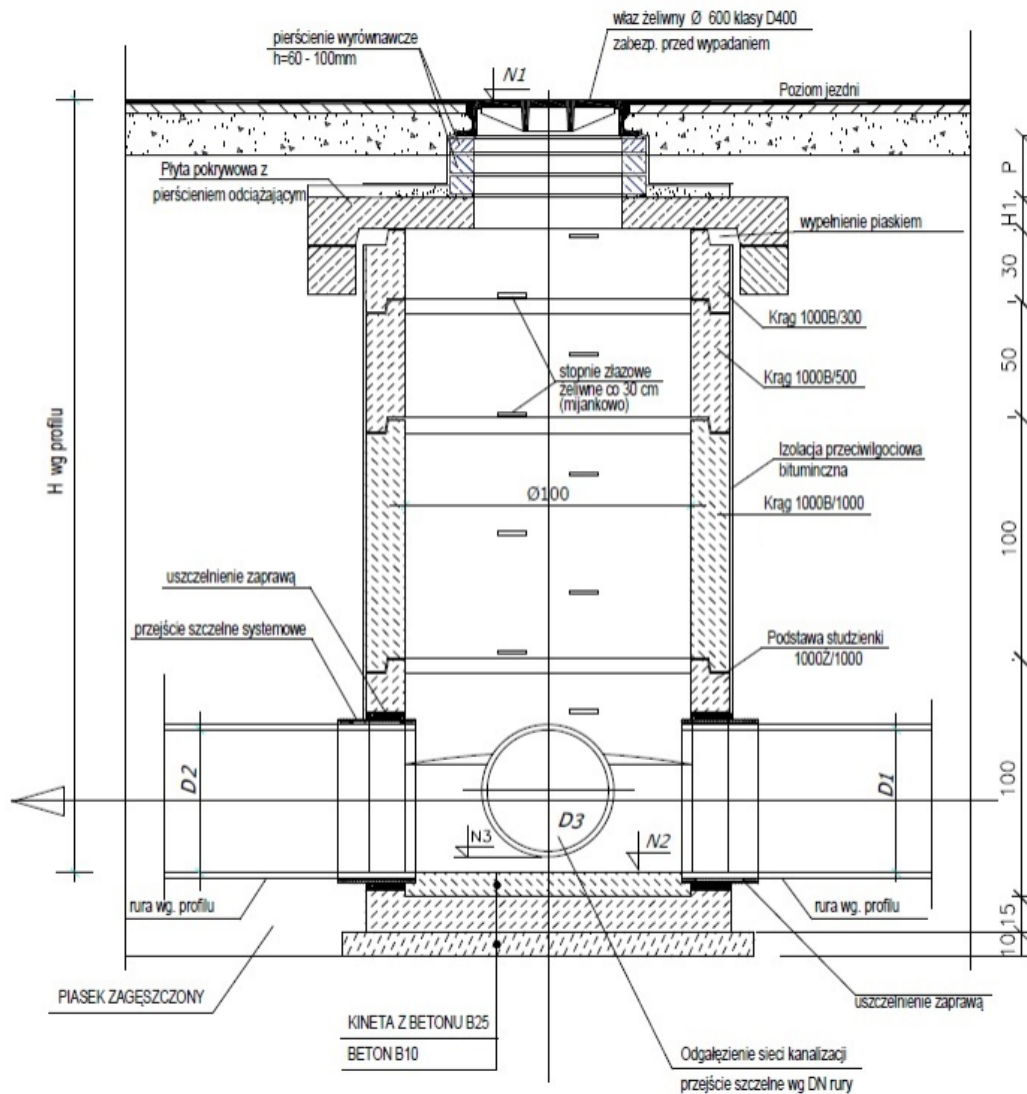 właz żeliwny Ø 600 klasy D400
zabezp. przed wypadaniem
pierścienie wyrównawcze
h=60 - 100mm
N1
Poziom jezdni
Płyta pokrywowa z
pierścieniem odciążającym
P
H1
wypełnienie piaskiem
30
Krąg 1000B/300
50
stopnie złazowe
żeliwne co 30 cm
(mijankowo)
Krąg 1000B/500
H wg profilu
Izolacja przeciwilgociowa
bituminczna
Ø100
Krąg 1000B/1000
100
uszczelnienie zaprawą
przejście szczelne systemowe
Podstawa studzienki
1000Ż/1000
D2
D1
100
D3
N3
N2
rura wg. profilu
rura wg. profilu
15
10
PIASEK ZAGĘSZCZONY
uszczelnienie zaprawą
KINETA Z BETONU B25
BETON B10
Odgałęzienie sieci kanalizacji
przejście szczelne wg DN rury